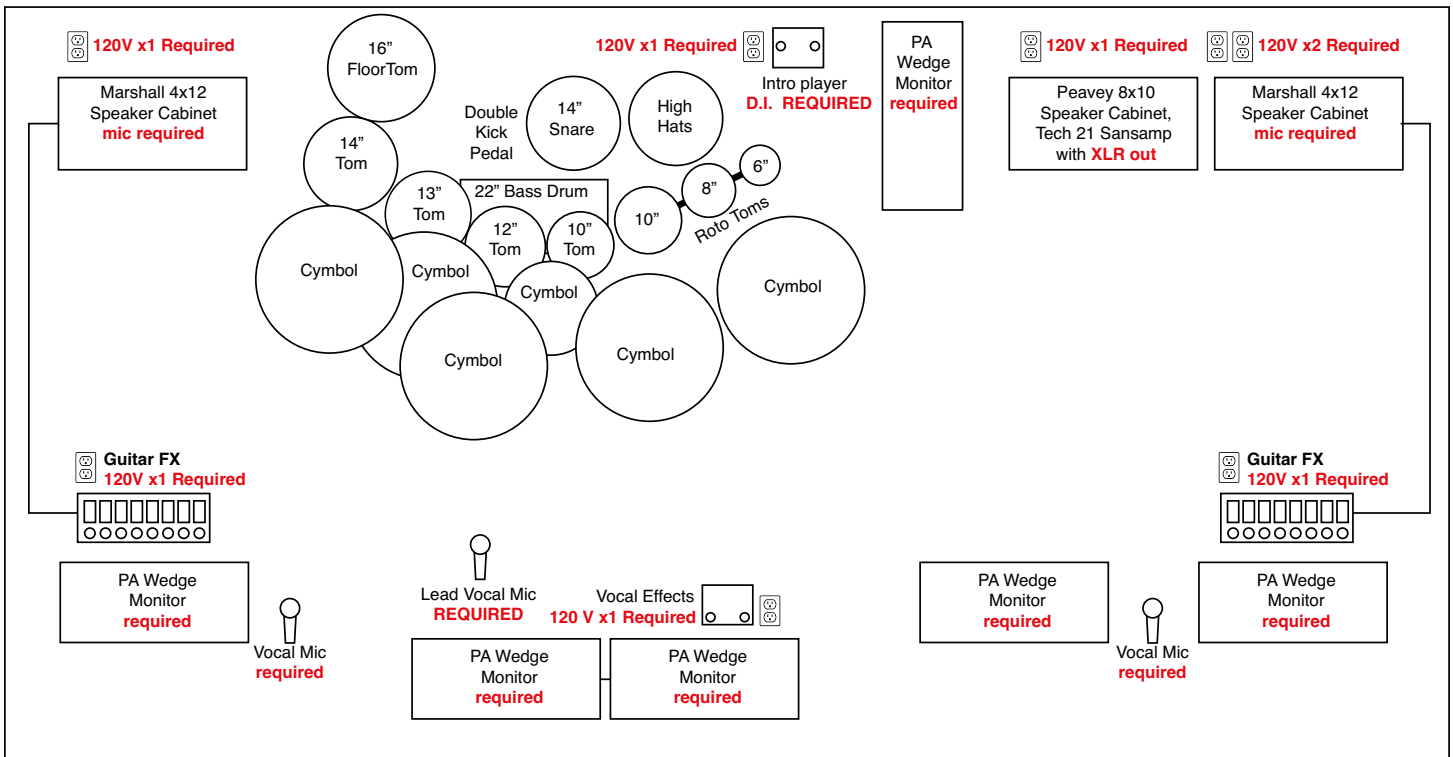 120V x1 Required
Marshall 4x12
Speaker Cabinet
mic required
16”
FloorTom
14”
Tom
13”
Tom
Double
Kick
Pedal
14”
Snare
High
Hats
22” Bass Drum
12”
Tom
10”
Tom
10”
8”
6”
Roto Toms
Cymbol
Cymbol
Cymbol
Cymbol
Cymbol
Cymbol
120V x1 Required
Intro player
D.I. REQUIRED
PA
Wedge
Monitor
required
120V x1 Required
Peavey 8x10
Speaker Cabinet,
Tech 21 Sansamp
with XLR out
120V x2 Required
Marshall 4x12
Speaker Cabinet
mic required
Guitar FX
120V x1 Required
PA Wedge
Monitor
required
Vocal Mic
required
Lead Vocal Mic
REQUIRED
Vocal Effects
120 V x1 Required
PA Wedge
Monitor
required
PA Wedge
Monitor
required
Guitar FX
120V x1 Required
PA Wedge
Monitor
required
Vocal Mic
required
PA Wedge
Monitor
required